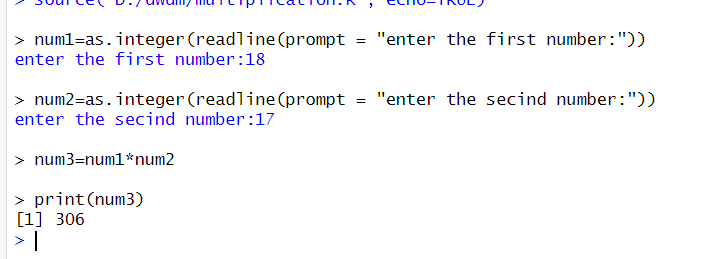 > source('D:/dwdm/multiplication.R', echo=TRUE)
> num1=as.integer(readline(prompt = "enter the first number:"))
enter the first number:18
> num2=as.integer(readline(prompt = "enter the secind number:"))
enter the secind number:17
> num3=num1*num2
> print(num3)
[1] 306
>